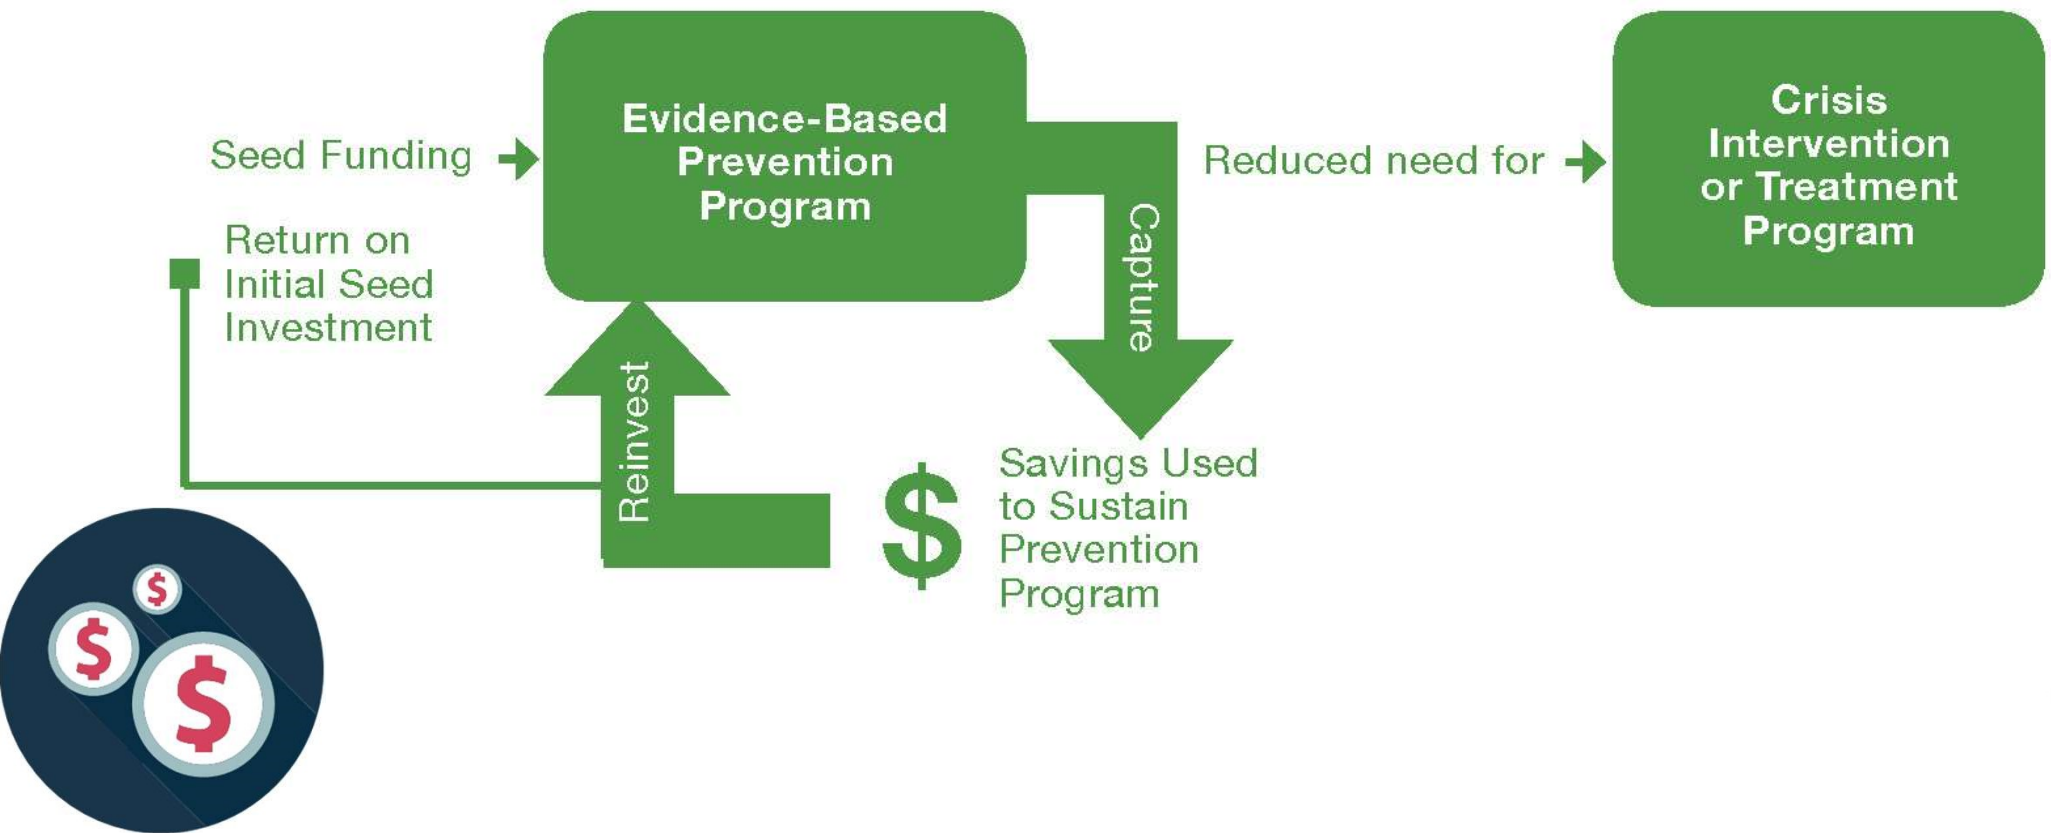 Seed Funding
Evidence-Based
Prevention
Program
Reduced need for
Crisis
Intervention
or Treatment
Program
Return on
Initial Seed
Investment
Capture
Reinvest
$
Savings Used
to Sustain
Prevention
Program
$
$
$